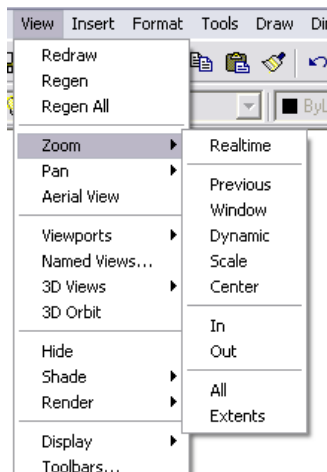 View Insert Format Tools Draw
Redraw
Regen
Regen All
Zoom
Pan
Aerial View
Viewports
Named Views...
3D Views
3D Orbit
Hide
Shade
Render
Display
Toolbars...
Realtime
Previous
Window
Dynamic
Scale
Center
In
Out
All
Extents